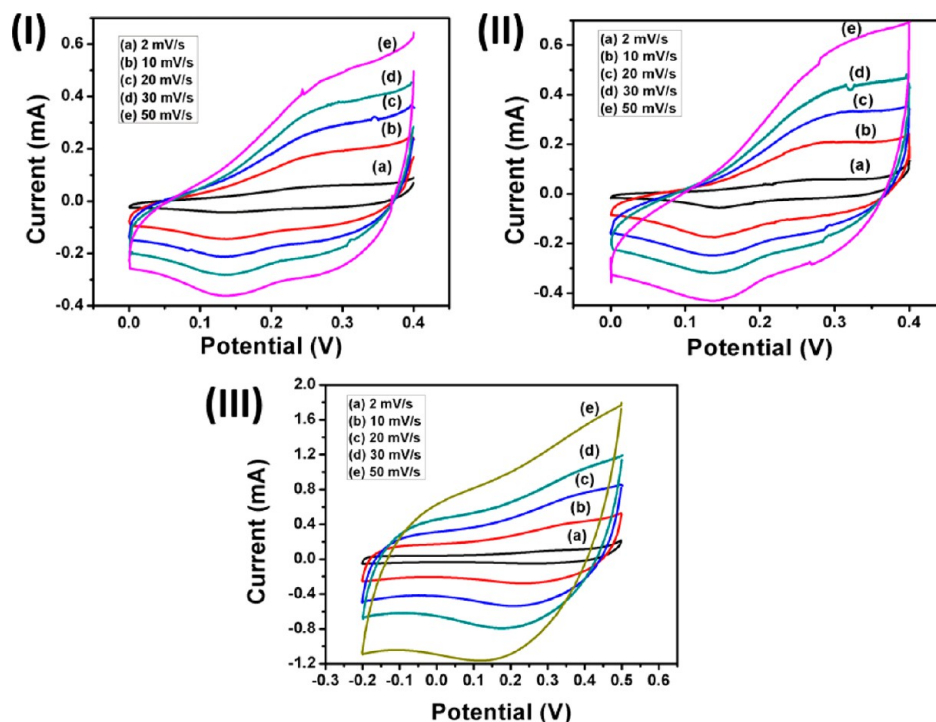 (I)
(a) 2 mV/s
(b) 10 mV/s
(c) 20 mV/s
(d) 30 mV/s
(e) 50 mV/s
(e)
(d)
(c)
(b)
(a)
0.6
0.4
0.2
0.0
-0.2
-0.4
Current (mA)
0.0 0.1 0.2 0.3 0.4
Potential (V)
(II)
(a) 2 mV/s
(b) 10 mV/s
(c) 20 mV/s
(d) 30 mV/s
(e) 50 mV/s
(e)
(d)
(c)
(b)
(a)
0.6
0.4
0.2
0.0
-0.2
-0.4
Current (mA)
0.0 0.1 0.2 0.3 0.4
Potential (V)
(III)
(a) 2 mV/s
(b) 10 mV/s
(c) 20 mV/s
(d) 30 mV/s
(e) 50 mV/s
(e)
(d)
(c)
(b)
(a)
1.8
1.2
0.8
0.4
0.0
-0.4
-0.8
-1.2
Current (mA)
-0.3 -0.2 -0.1 0.0 0.1 0.2 0.3 0.4 0.5 0.6
Potential (V)